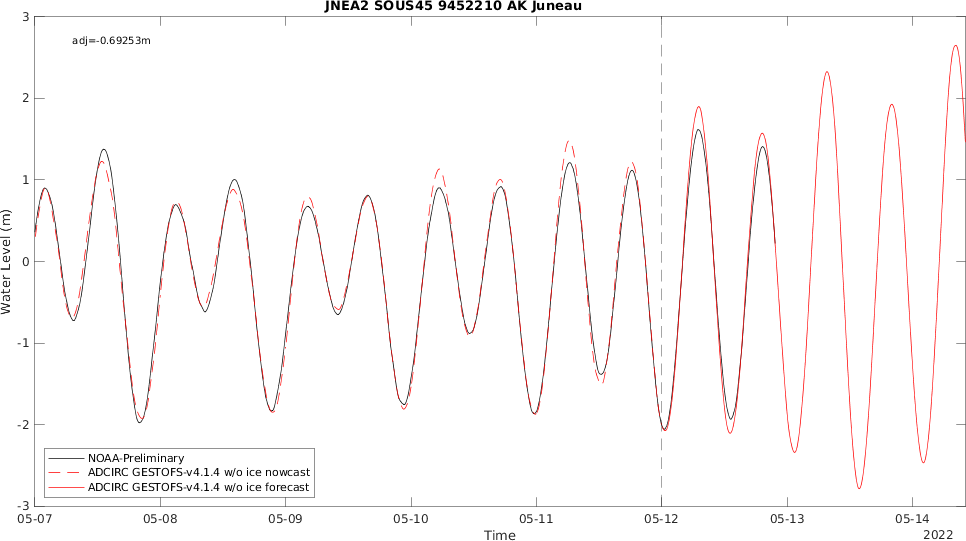 JNEA2 SOUS45 9452210 AK Juneau
adj=-0.69253m
3
2
1
0
-1
-2
-3
Water Level (m)
NOAA-Preliminary
ADCIRC GESTOFS-v4.1.4 w/o ice nowcast
ADCIRC GESTOFS-v4.1.4 w/o ice forecast
05-07 05-08 05-09 05-10 05-11 05-12 05-13 05-14
Time
2022